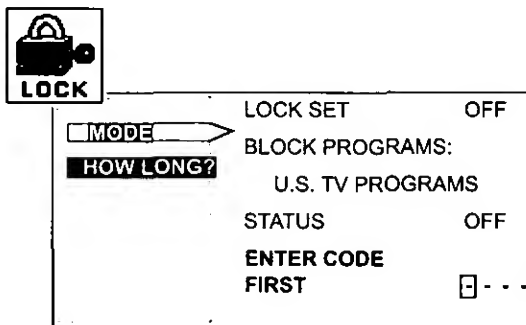 LOCK
MODE
HOW LONG?
LOCK SET OFF
BLOCK PROGRAMS:
U.S. TV PROGRAMS
STATUS OFF
ENTER CODE
FIRST - - - -